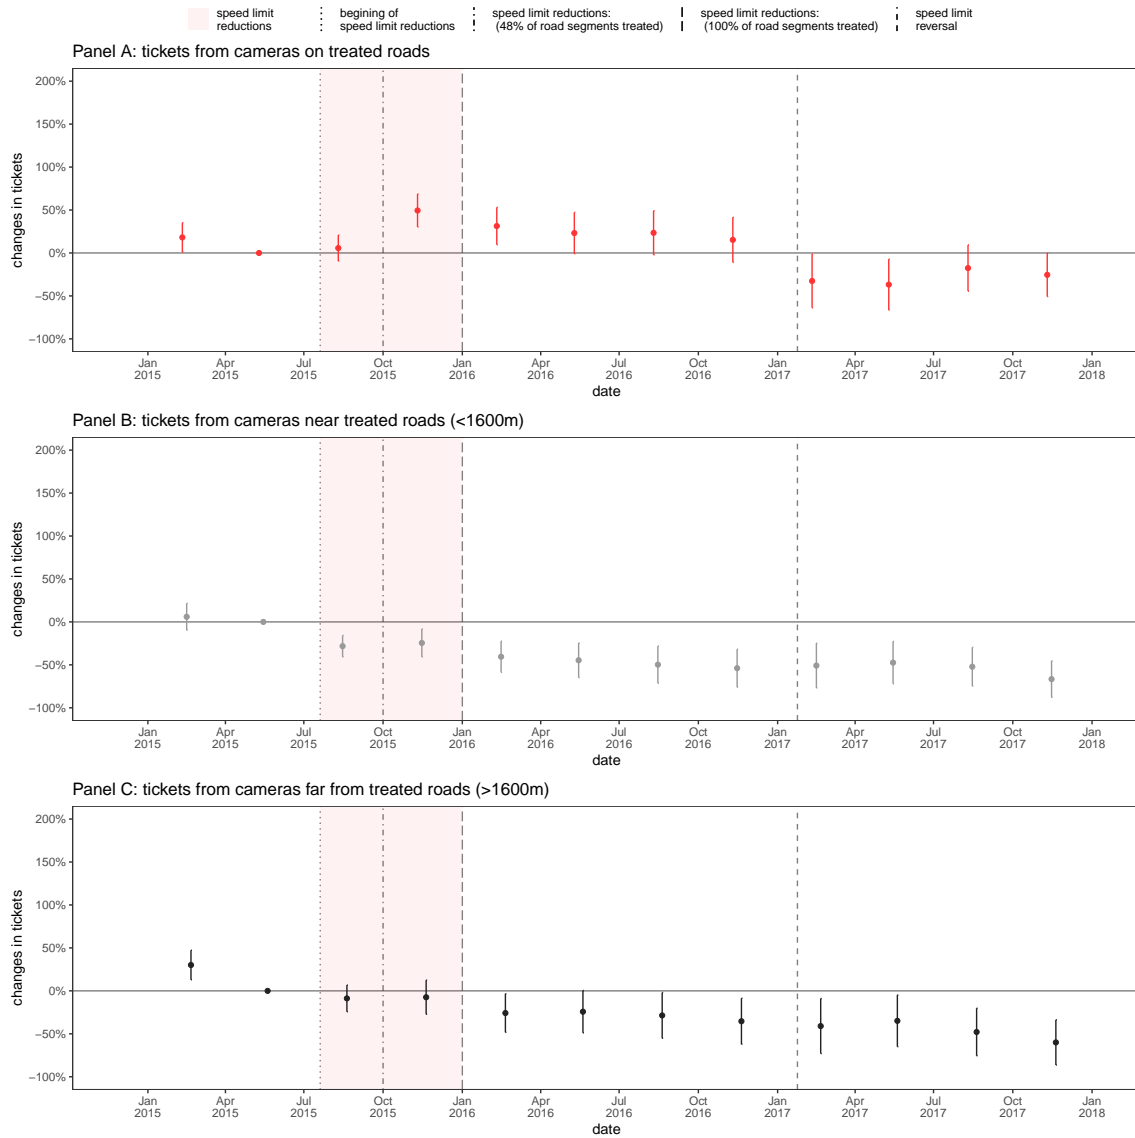 speed limit
reductions
begining of
speed limit reductions
speed limit reductions:
(48% of road segments treated)
speed limit reductions:
(100% of road segments treated)
speed limit
reversal
Panel A: tickets from cameras on treated roads
changes in tickets
200%
150%
100%
50%
0%
−50%
−100%
Jan Apr Jul Oct Jan Apr Jul Oct Jan Apr Jul Oct Jan
2015 2015 2015 2015 2016 2016 2016 2016 2017 2017 2017 2017 2018
date
Panel B: tickets from cameras near treated roads (<1600m)
changes in tickets
200%
150%
100%
50%
0%
−50%
−100%
Jan Apr Jul Oct Jan Apr Jul Oct Jan Apr Jul Oct Jan
2015 2015 2015 2015 2016 2016 2016 2016 2017 2017 2017 2017 2018
date
Panel C: tickets from cameras far from treated roads (>1600m)
changes in tickets
200%
150%
100%
50%
0%
−50%
−100%
Jan Apr Jul Oct Jan Apr Jul Oct Jan Apr Jul Oct Jan
2015 2015 2015 2015 2016 2016 2016 2016 2017 2017 2017 2017 2018
date